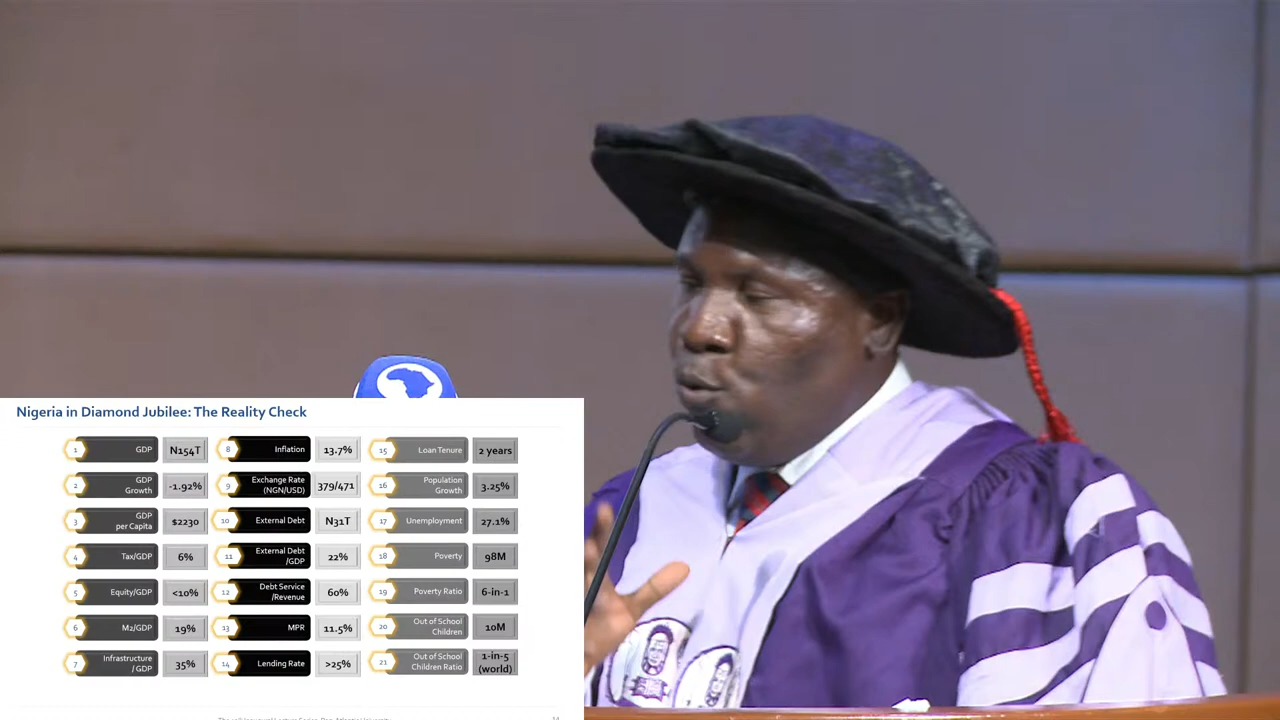 Nigeria in Diamond Jubilee: The Reality Check
1 GDP N154T
2 GDP
Growth -1.92%
3 GDP
per Capita $2230
4 Tax/GDP 6%
5 Equity/GDP <10%
6 M2/GDP 19%
7 Infrastructure
/ GDP 35%
8 Inflation 13.7%
9 Exchange Rate
(NGN/USD) 379/471
10 External Debt N31T
11 External Debt
/GDP 22%
12 Debt Service
/Revenue 60%
13 MPR 11.5%
14 Lending Rate >25%
15 Loan Tenure 2 years
16 Population
Growth 3.25%
17 Unemployment 27.1%
18 Poverty 98M
19 Poverty Ratio 6-in-1
20 Out of School
Children 10M
21 Out of School
Children Ratio 1-in-5
(world)